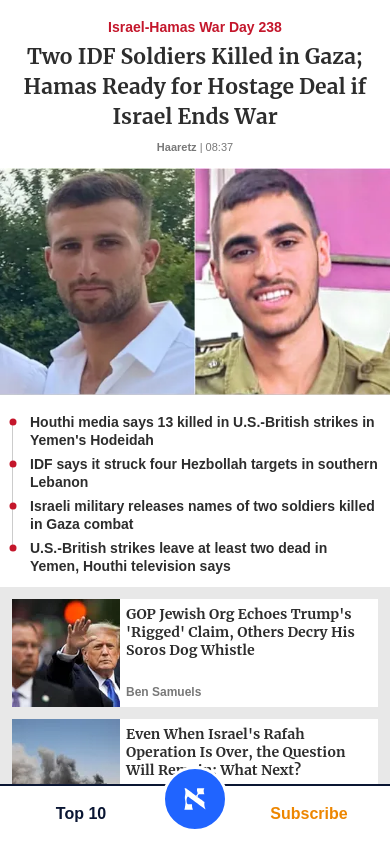 Israel-Hamas War Day 238
Two IDF Soldiers Killed in Gaza;
Hamas Ready for Hostage Deal if
Israel Ends War
Haaretz | 08:37
Houthi media says 13 killed in U.S.-British strikes in
Yemen's Hodeidah
IDF says it struck four Hezbollah targets in southern
Lebanon
Israeli military releases names of two soldiers killed
in Gaza combat
U.S.-British strikes leave at least two dead in
Yemen, Houthi television says
GOP Jewish Org Echoes Trump's
'Rigged' Claim, Others Decry His
Soros Dog Whistle
Ben Samuels
Even When Israel's Rafah
Operation Is Over, the Question
Will Remain: What Next?
Top 10
Subscribe